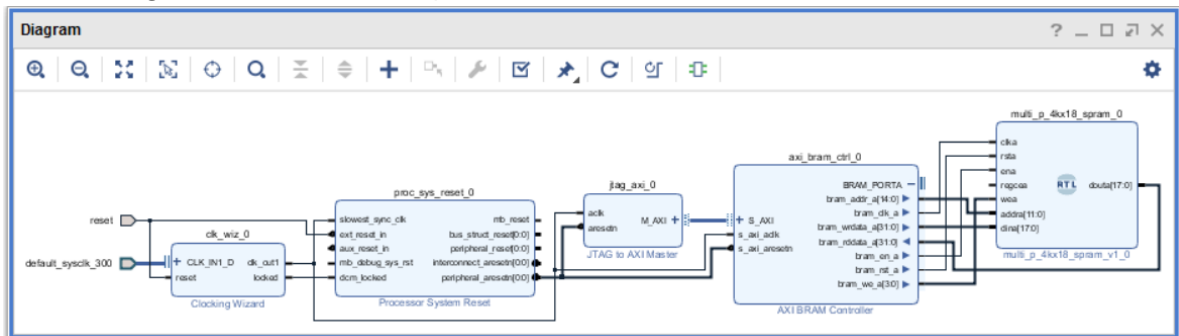 Diagram
multi_p_4kx18_spram_0
clka
rsta
ena
regcea
wea
addra[11:0]
dina[17:0]
RTL
douta[17:0]
multi_p_4kx18_spram_v1_0
axi_bram_ctrl_0
BRAM_PORTA
bram_addr_a[14:0]
bram_clk_a
bram_wrdata_a[31:0]
bram_rddata_a[31:0]
bram_en_a
bram_rst_a
bram_we_a[3:0]
S_AXI
s_axi_aclk
s_axi_aresetn
AXI BRAM Controller
jtag_axi_0
aclk
aresetn
M_AXI
JTAG to AXI Master
proc_sys_reset_0
slowest_sync_clk
ext_reset_in
aux_reset_in
mb_debug_sys_rst
dcm_locked
mb_reset
bus_struct_reset[0:0]
peripheral_reset[0:0]
interconnect_aresetn[0:0]
peripheral_aresetn[0:0]
Processor System Reset
reset
default_sysclk_300
clk_wiz_0
CLK_IN1_D
reset
clk_out1
locked
Clocking Wizard